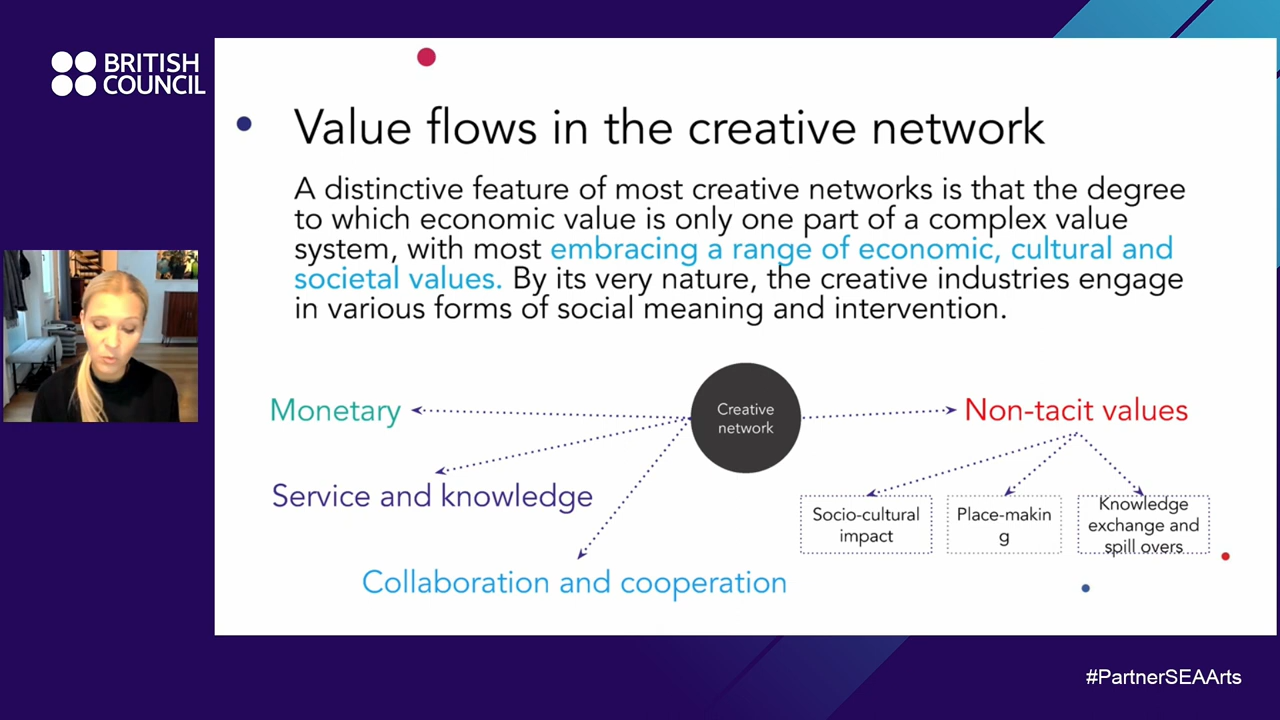 BRITISH
COUNCIL
Value flows in the creative network
A distinctive feature of most creative networks is that the degree
to which economic value is only one part of a complex value
system, with most embracing a range of economic, cultural and
societal values. By its very nature, the creative industries engage
in various forms of social meaning and intervention.
Monetary
Creative
network
Non-tacit values
Service and knowledge
Socio-cultural
impact
Place-makin
g
Knowledge
exchange and
spill overs
Collaboration and cooperation
#PartnerSEAArts